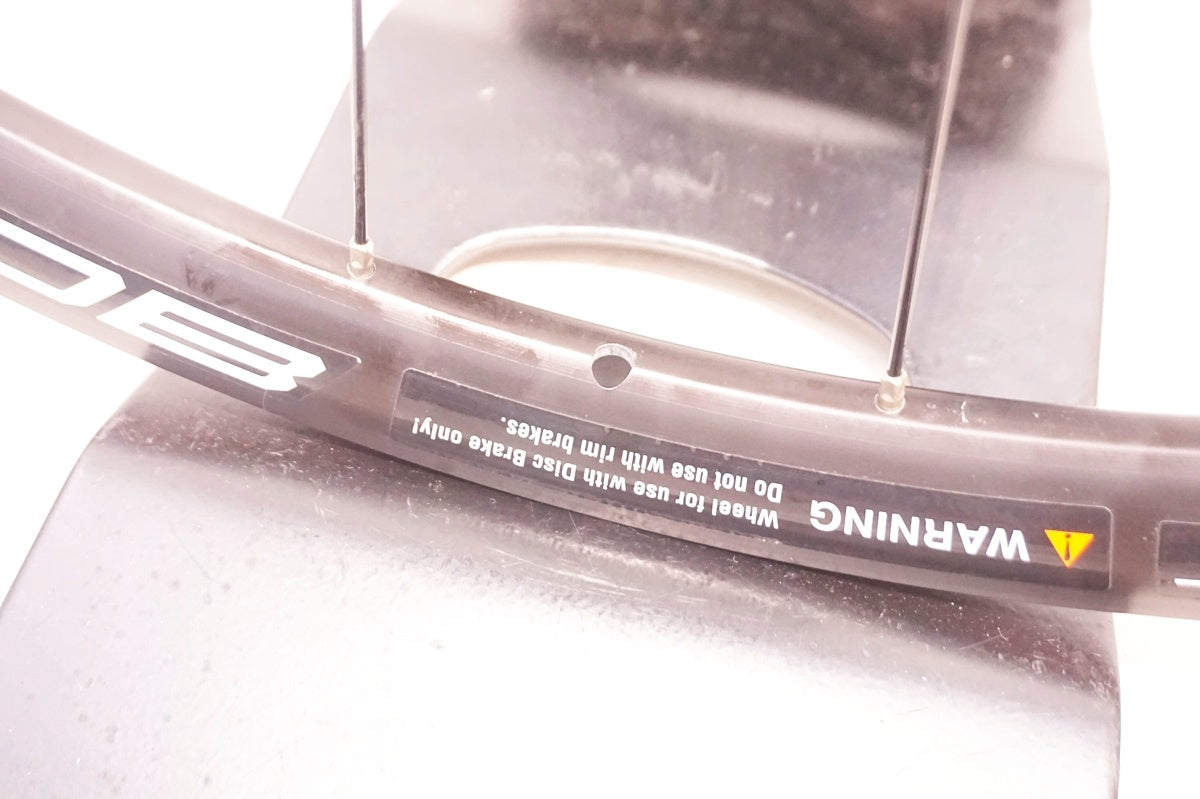 WARNING
Wheel for use with Disc Brake only!
Do not use with rim brakes.